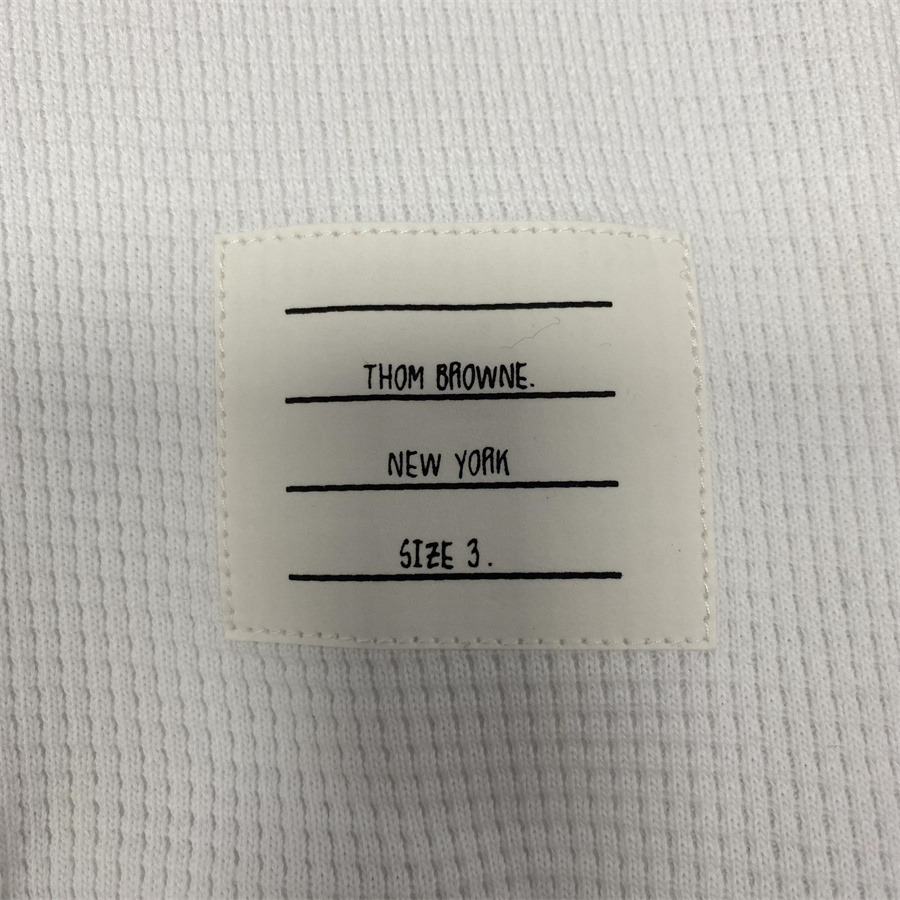 THOM BROWNE.
NEW YORK
SIZE 3.